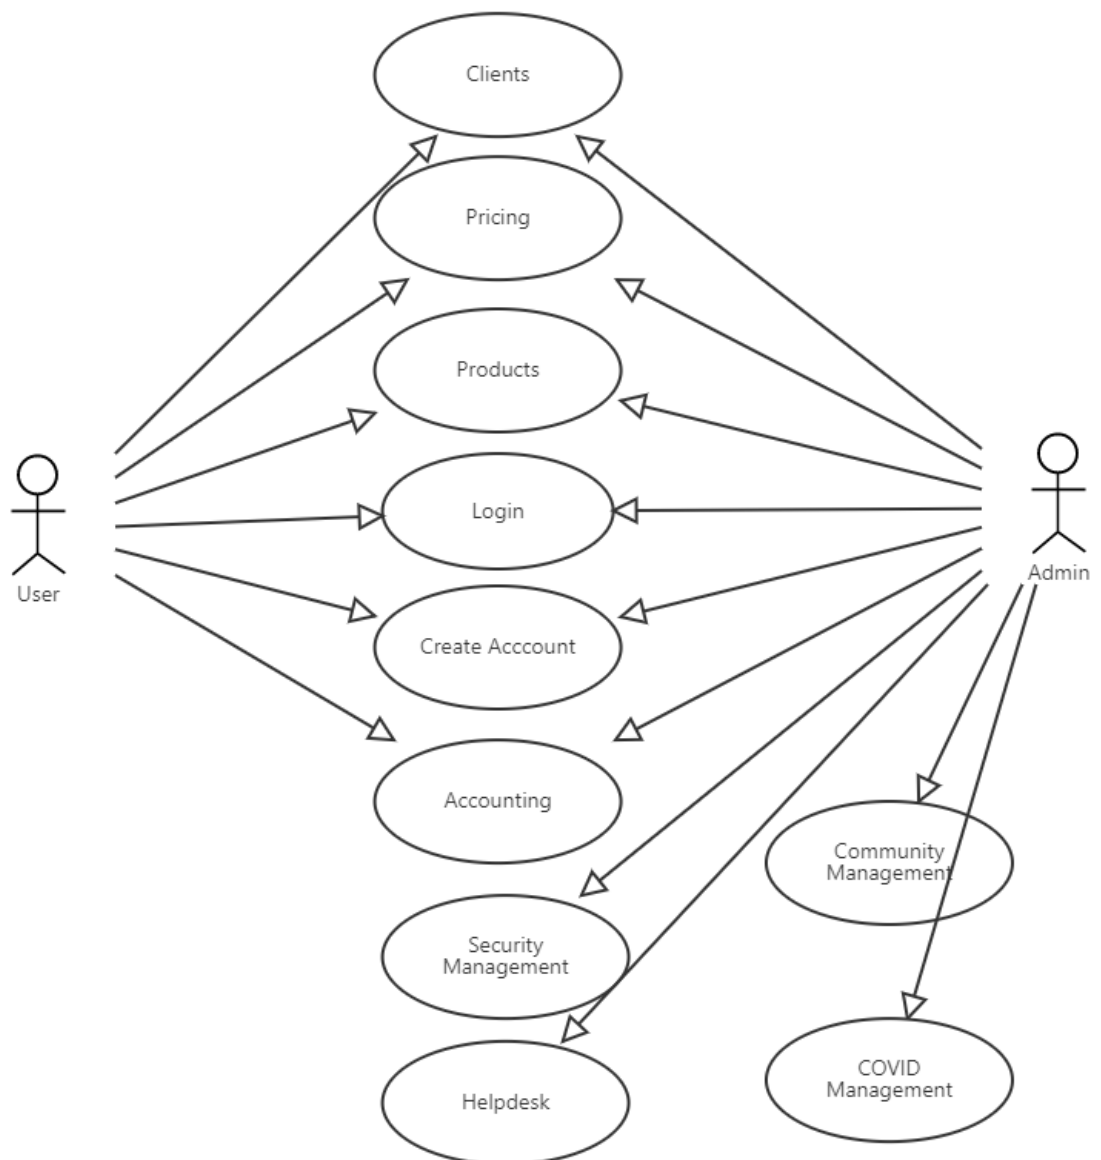 Clients
Pricing
Products
Login
User
Admin
Create Acccount
Accounting
Community
Management
Security
Management
COVID
Management
Helpdesk